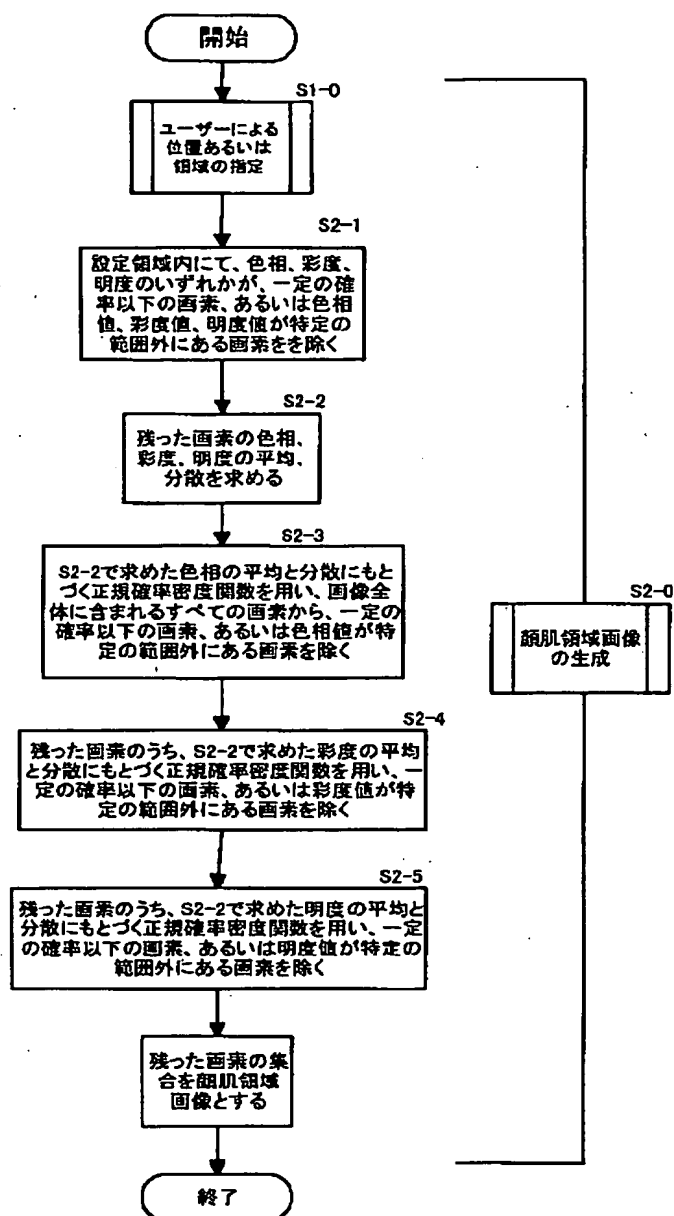 開始
S1-0
ユーザーによる
位置あるいは
領域の指定
S2-1
設定領域内にて、色相、彩度、
明度のいずれかが、一定の確
率以下の画素、あるいは色相
値、彩度値、明度値が特定の
範囲外にある画素をを除く
S2-2
残った画素の色相、
彩度、明度の平均、
分散を求める
S2-3
S2-2で求めた色相の平均と分散にもと
づく正規確率密度関数を用い、画像全
体に含まれるすべての画素から、一定の
確率以下の画素、あるいは色相値が特
定の範囲外にある画素を除く
S2-4
残った画素のうち、S2-2で求めた彩度の平均
と分散にもとづく正規確率密度関数を用い、一
定の確率以下の画素、あるいは彩度値が特
定の範囲外にある画素を除く
S2-5
残った画素のうち、S2-2で求めた明度の平均と
分散にもとづく正規確率密度関数を用い、一定
の確率以下の画素、あるいは明度値が特定の
範囲外にある画素を除く
残った画素の集
合を顔肌領域
画像とする
終了
S2-0
顔肌領域画像
の生成